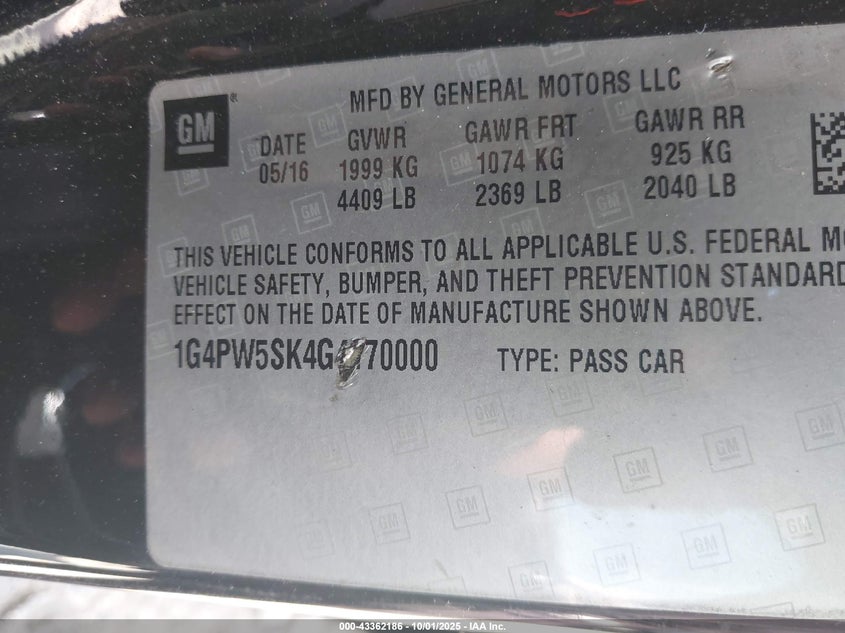 GM
MFD BY GENERAL MOTORS LLC
DATE GVWR GAWR FRT GAWR RR
05/16 1999 KG 1074 KG 925 KG
4409 LB 2369 LB 2040 LB
THIS VEHICLE CONFORMS TO ALL APPLICABLE U.S. FEDERAL
VEHICLE SAFETY, BUMPER, AND THEFT PREVENTION STANDARD
EFFECT ON THE DATE OF MANUFACTURE SHOWN ABOVE.
TYPE: PASS CAR
000-43362186 - 10/01/2025 - IAA Inc.